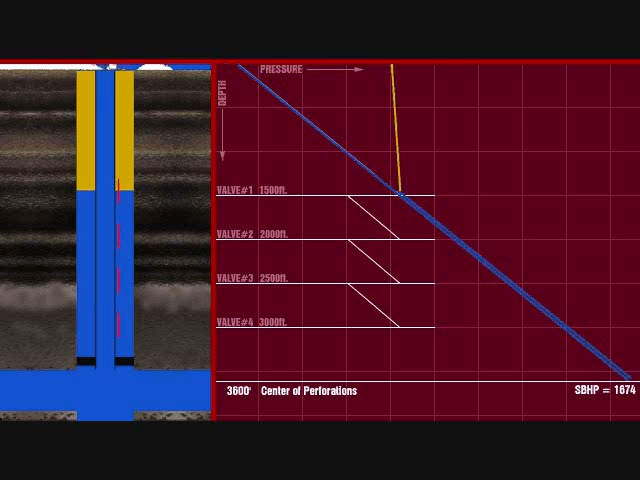 PRESSURE
DEPTH
VALVE#1 1500ft.
VALVE#2 2000ft.
VALVE#3 2500ft.
VALVE#4 3000ft.
3600' Center of Perforations
SBHP = 1674